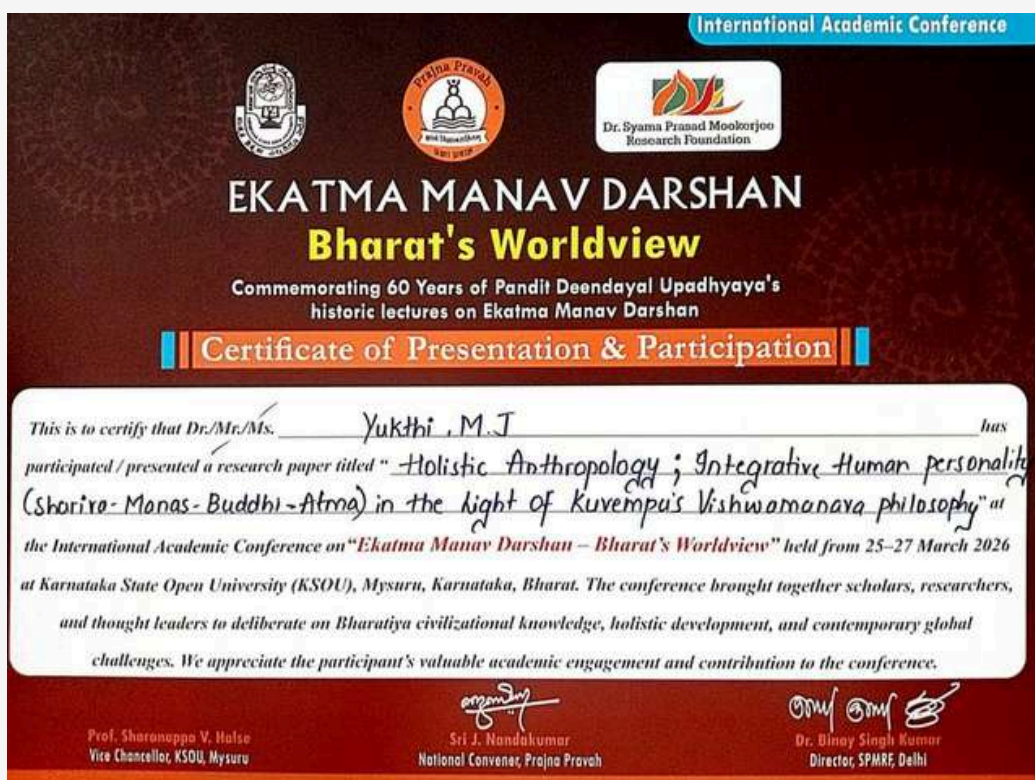 International Academic Conference
Prajna Pravah
Dr. Syama Prasad Mookerjee
Research Foundation
EKATMA MANAV DARSHAN
Bharat's Worldview
Commemorating 60 Years of Pandit Deendayal Upadhyaya's
historic lectures on Ekatma Manav Darshan
Certificate of Presentation & Participation
This is to certify that Dr./Mr./Ms. Yukthi . M.J has
participated / presented a research paper titled " Holistic Anthropology ; Integrative Human personality
(Sharira-Manas-Buddhi-Atma) in the Light of Kuvempu's Vishwamanava philosophy" at
the International Academic Conference on "Ekatma Manav Darshan – Bharat's Worldview" held from 25–27 March 2026
at Karnataka State Open University (KSOU), Mysuru, Karnataka, Bharat. The conference brought together scholars, researchers,
and thought leaders to deliberate on Bharatiya civilizational knowledge, holistic development, and contemporary global
challenges. We appreciate the participant's valuable academic engagement and contribution to the conference.
Prof. Sharanappa V. Halse
Vice Chancellor, KSOU, Mysuru
Sri J. Nandakumar
National Convener, Prajna Pravah
Dr. Binay Singh Kumar
Director, SPMRF, Delhi